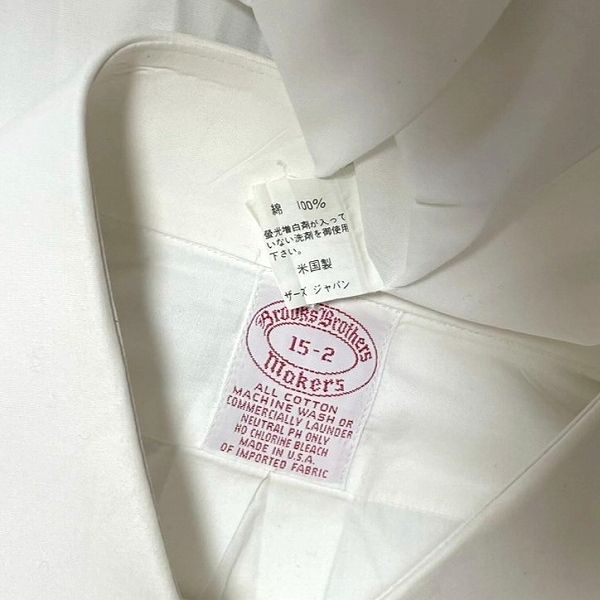 綿 100%
螢光増白剤が入って
いない洗剤を御使用
下さい。
米国製
ザーズ ジャパン
Brooks Brothers
15-2
Makers
ALL COTTON
MACHINE WASH OR
COMMERCIALLY LAUNDER
NEUTRAL PH ONLY
NO CHLORINE BLEACH
MADE IN U.S.A.
OF IMPORTED FABRIC